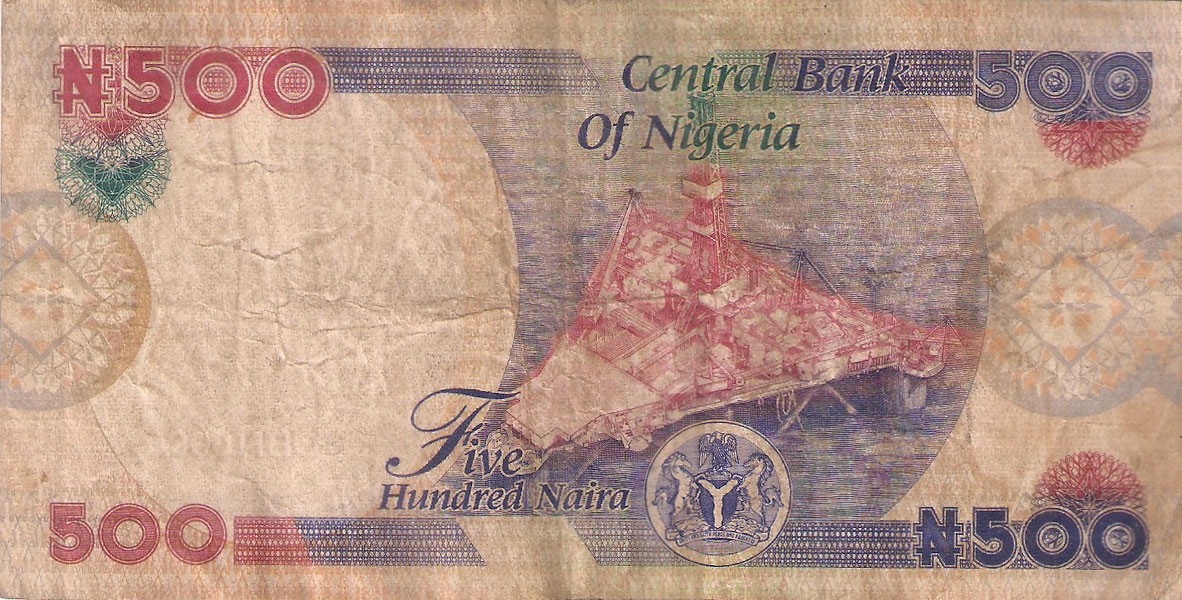 ₦500
Central Bank
Of Nigeria
500
Five
Hundred Naira
500
₦500